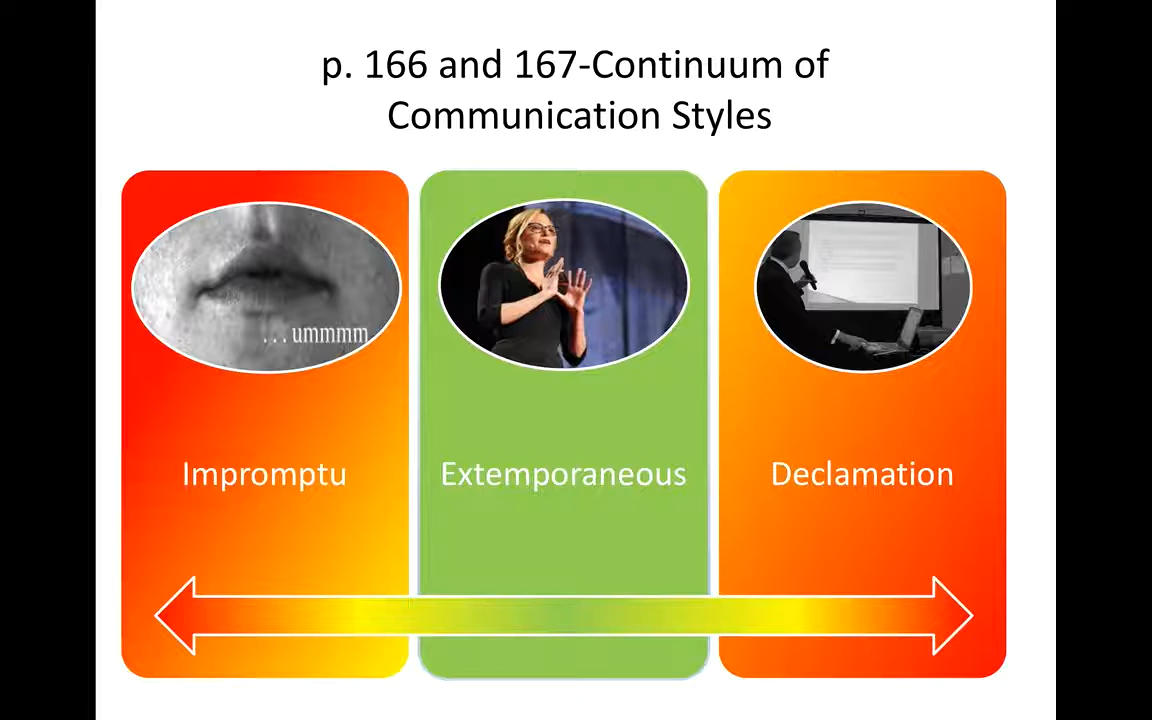 p. 166 and 167-Continuum of
Communication Styles
...ummmm
Impromptu
Extemporaneous
Declamation